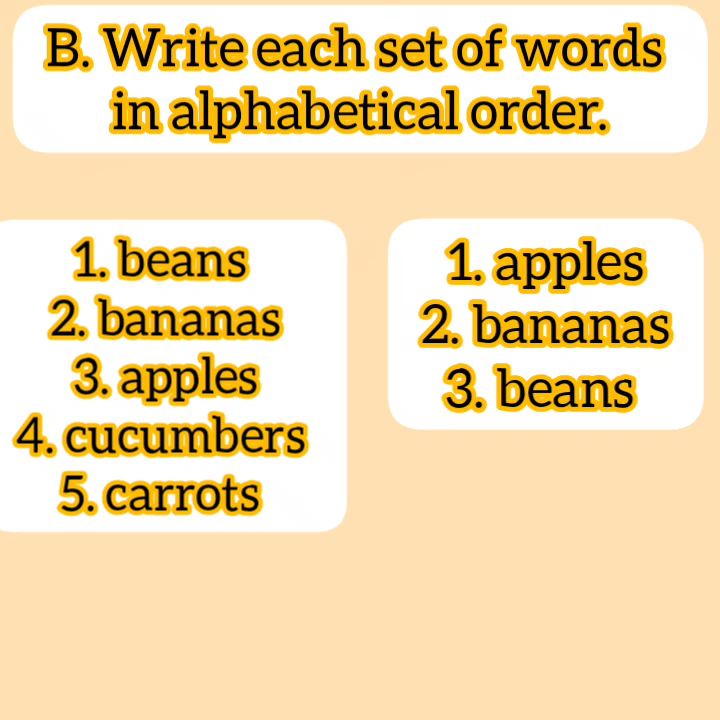 B. Write each set of words
in alphabetical order.
1. beans
2. bananas
3. apples
4. cucumbers
5. carrots
1. apples
2. bananas
3. beans